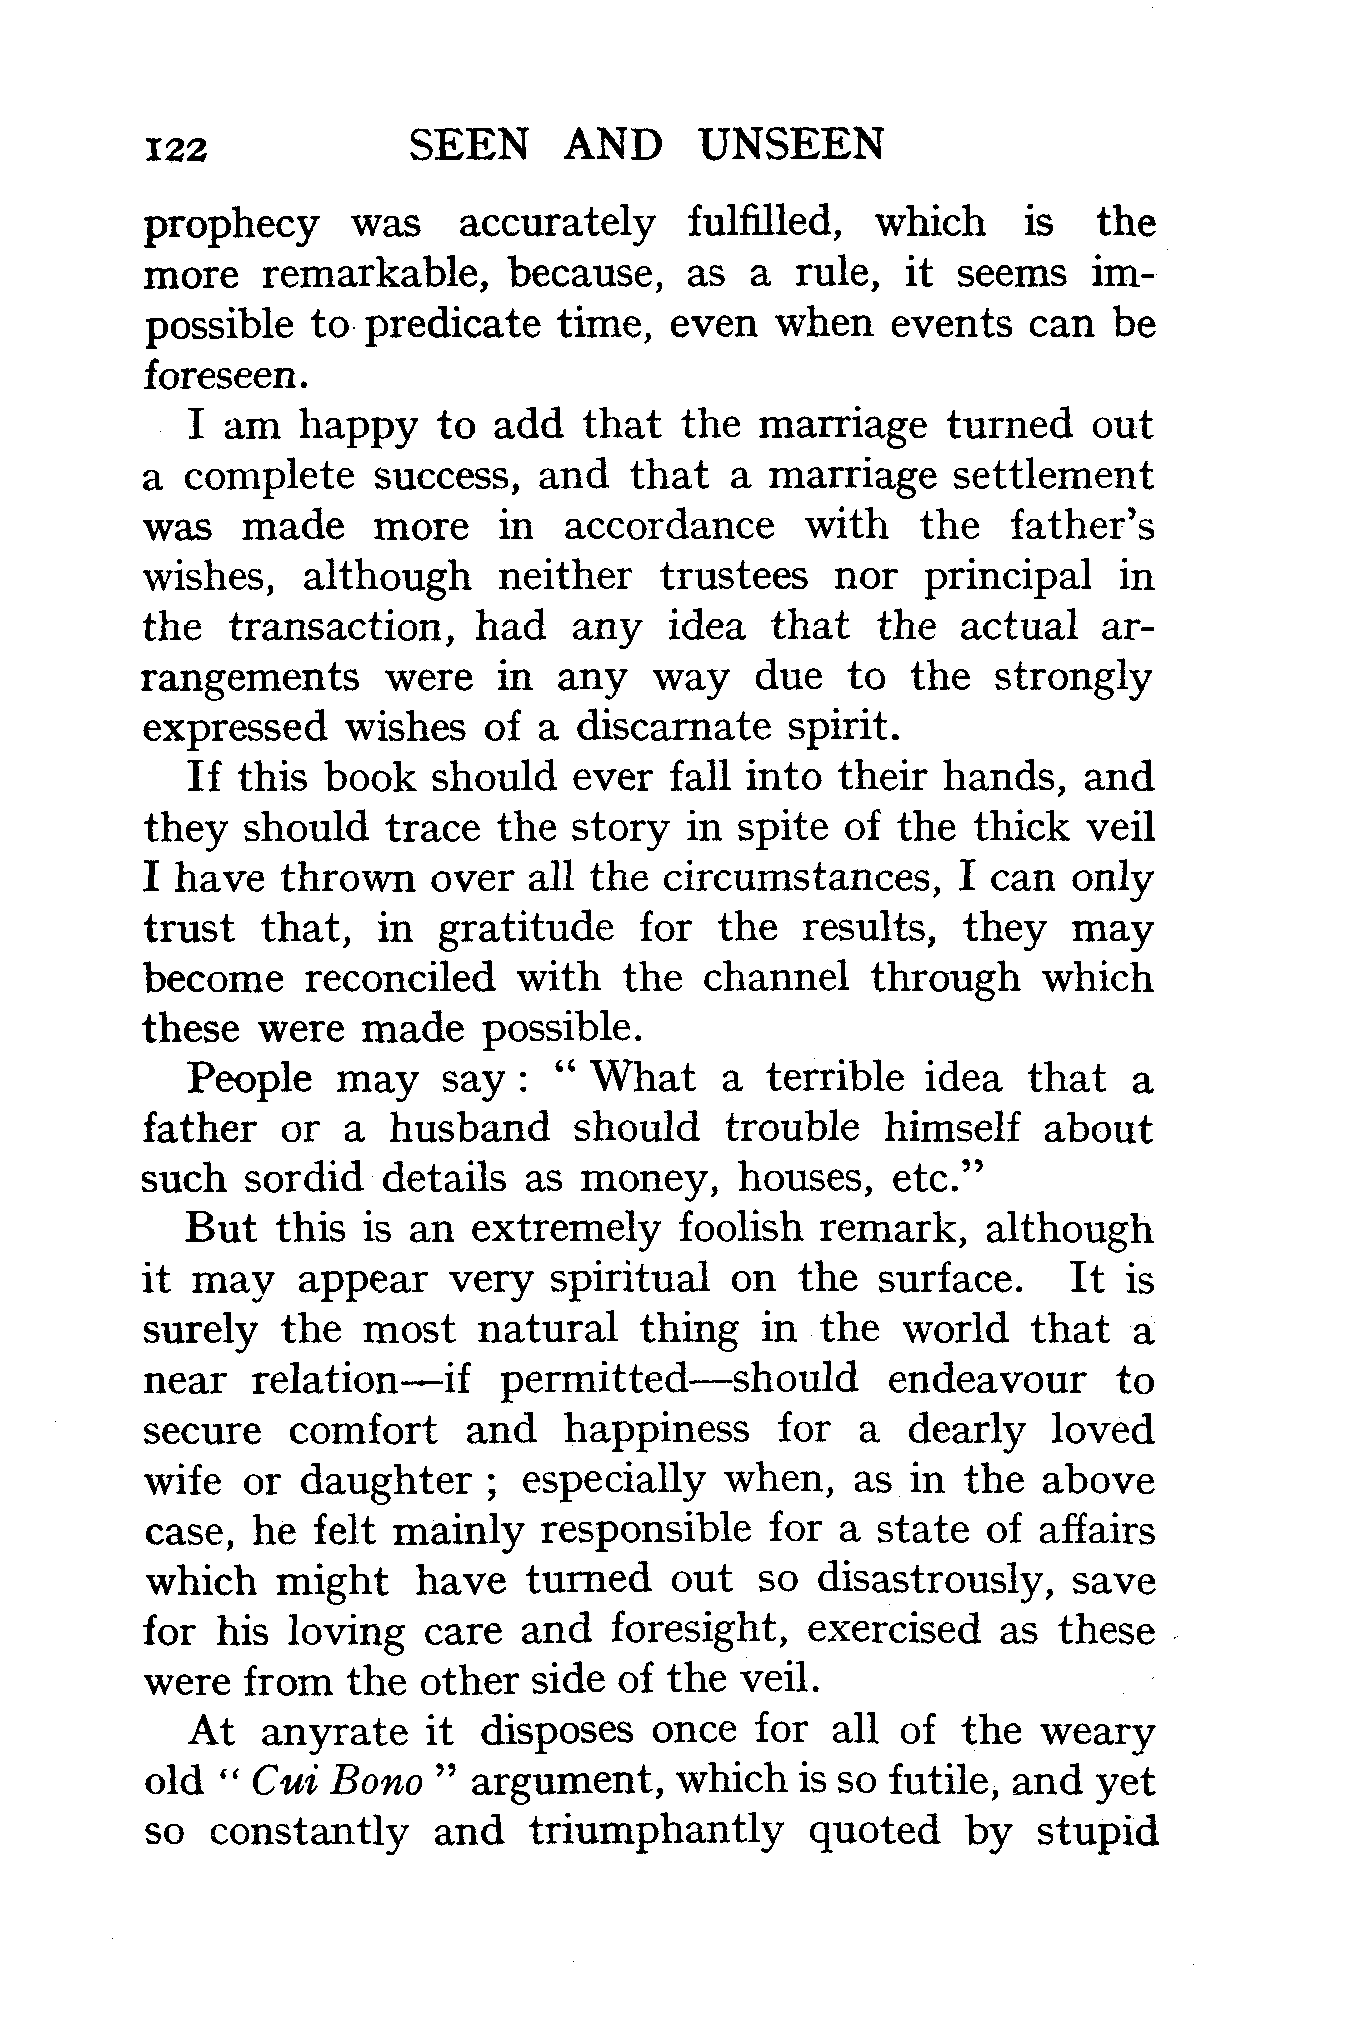 122 SEEN AND UNSEEN
prophecy was accurately fulfilled, which is the
more remarkable, because, as a rule, it seems im-
possible to predicate time, even when events can be
foreseen.
I am happy to add that the marriage turned out
a complete success, and that a marriage settlement
was made more in accordance with the father's
wishes, although neither trustees nor principal in
the transaction, had any idea that the actual ar-
rangements were in any way due to the strongly
expressed wishes of a discarnate spirit.
If this book should ever fall into their hands, and
they should trace the story in spite of the thick veil
I have thrown over all the circumstances, I can only
trust that, in gratitude for the results, they may
become reconciled with the channel through which
these were made possible.
People may say : “ What a terrible idea that a
father or a husband should trouble himself about
such sordid details as money, houses, etc.”
But this is an extremely foolish remark, although
it may appear very spiritual on the surface. It is
surely the most natural thing in the world that a
near relation—if permitted—should endeavour to
secure comfort and happiness for a dearly loved
wife or daughter ; especially when, as in the above
case, he felt mainly responsible for a state of affairs
which might have turned out so disastrously, save
for his loving care and foresight, exercised as these
were from the other side of the veil.
At anyrate it disposes once for all of the weary
old “ Cui Bono ” argument, which is so futile, and yet
so constantly and triumphantly quoted by stupid